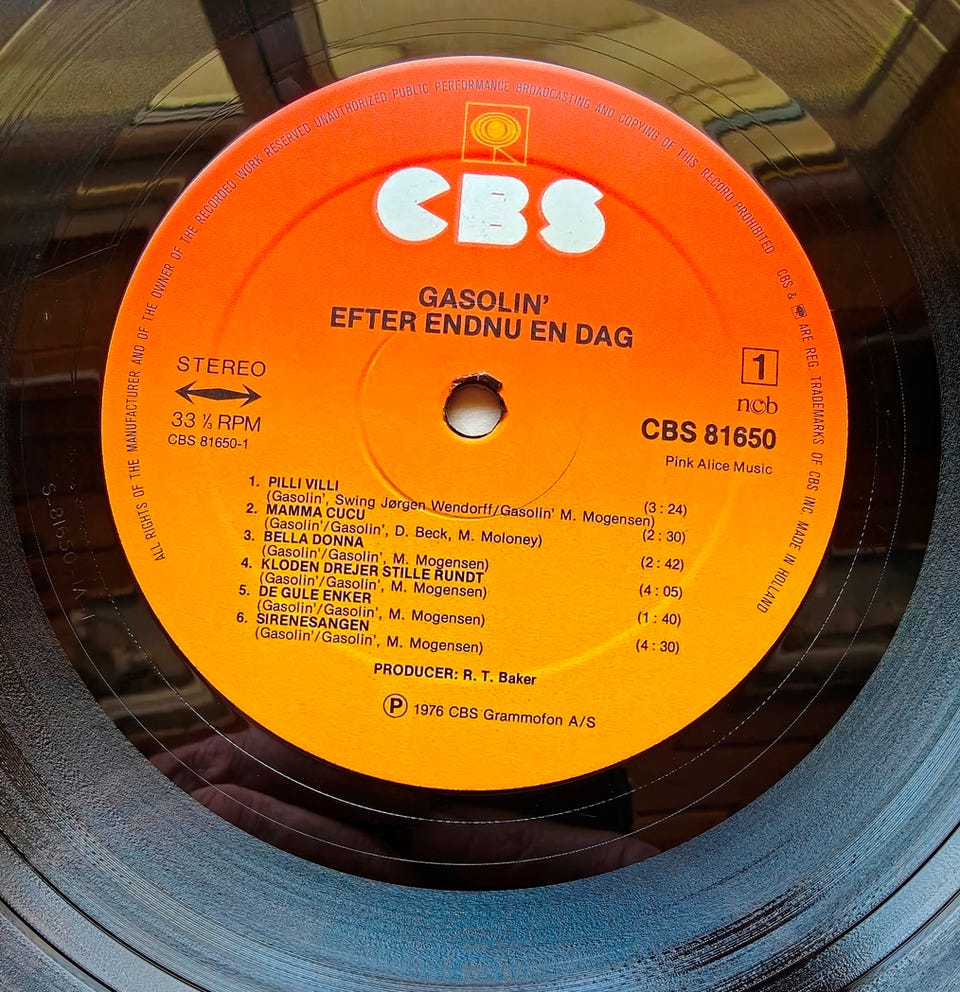 ALL RIGHTS OF THE MANUFACTURER AND OF THE OWNER OF THE RECORDED WORK RESERVED UNAUTHORIZED PUBLIC PERFORMANCE BROADCASTING AND COPYING OF THIS RECORD PROHIBITED CBS & ARE REG. TRADEMARKS OF CBS INC. MADE IN HOLLAND
CBS
GASOLIN'
EFTER ENDNU EN DAG
STEREO
33 ⅓ RPM
CBS 81650-1
1
ncb
CBS 81650
Pink Alice Music
1. PILLI VILLI
(Gasolin', Swing Jørgen Wendorff/Gasolin' M. Mogensen) (3:24)
2. MAMMA CUCU
(Gasolin'/Gasolin', D. Beck, M. Moloney) (2:30)
3. BELLA DONNA
(Gasolin'/Gasolin', M. Mogensen) (2:42)
4. KLODEN DREJER STILLE RUNDT
(Gasolin'/Gasolin', M. Mogensen) (4:05)
5. DE GULE ENKER
(Gasolin'/Gasolin', M. Mogensen) (1:40)
6. SIRENESANGEN
(Gasolin'/Gasolin', M. Mogensen) (4:30)
PRODUCER: R. T. Baker
Ⓟ 1976 CBS Grammofon A/S